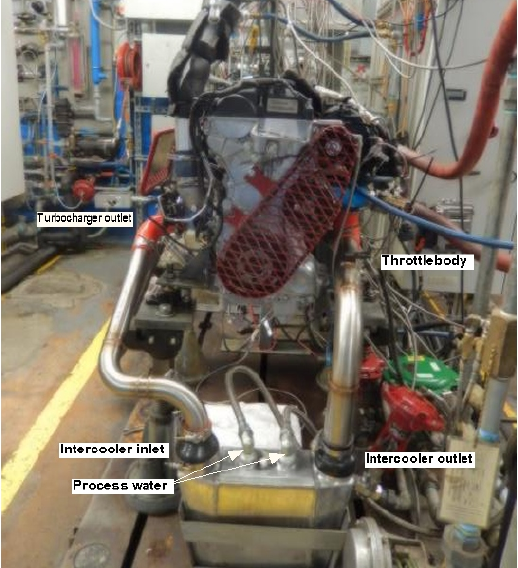 Turbocharger outlet
Throttlebody
Intercooler inlet
Intercooler outlet
Process water